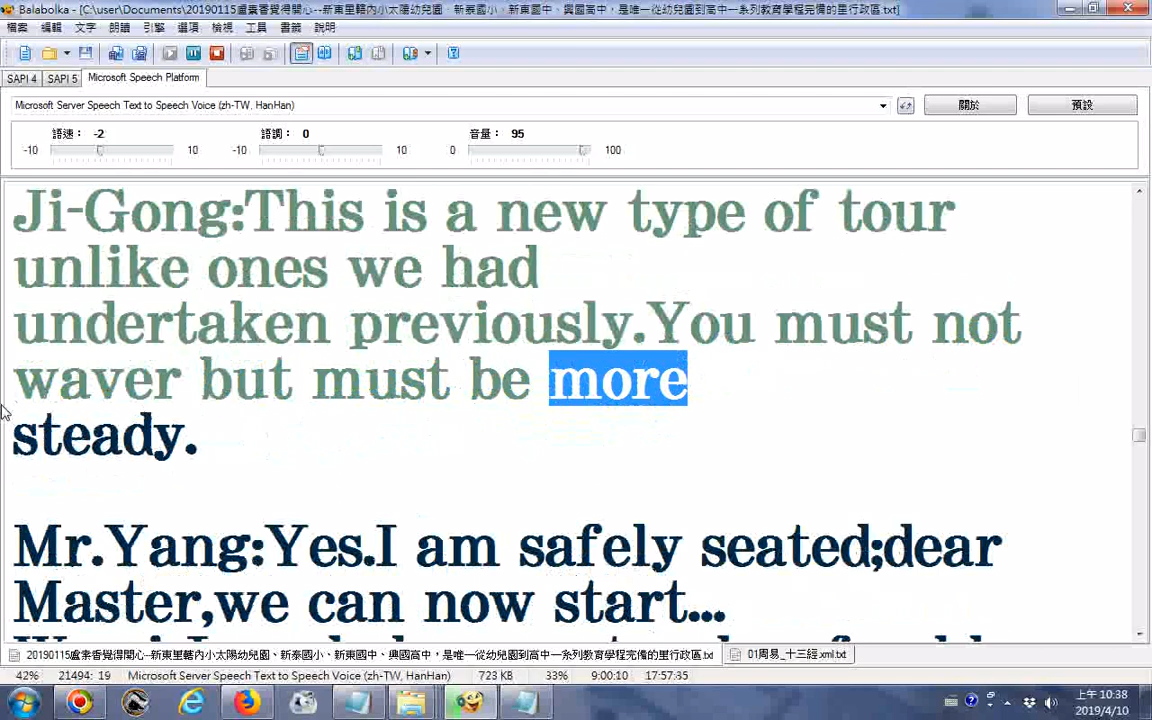 Balabolka - [C:\user\Documents\20190115盧素香覺得開心--新東里轄內小太陽幼兒園、新泰國小、新東國中、興國高中，是唯一從幼兒園到高中一系列教育學程完備的里行政區.txt]
檔案 編輯 文字 朗讀 引擎 選項 檢視 工具 書籤 說明
SAPI 4 SAPI 5 Microsoft Speech Platform
Microsoft Server Speech Text to Speech Voice (zh-TW, HanHan) 關於 預設
語速： -2 語調： 0 音量： 95
-10 10 -10 10 0 100
Ji-Gong:This is a new type of tour
unlike ones we had
undertaken previously.You must not
waver but must be more
steady.
Mr.Yang:Yes.I am safely seated;dear
Master,we can now start...
20190115盧素香覺得開心--新東里轄內小太陽幼兒園、新泰國小、新東國中、興國高中，是唯一從幼兒園到高中一系列教育學程完備的里行政區.txt 01周易_十三經.xml.txt
42% 21494: 19 Microsoft Server Speech Text to Speech Voice (zh-TW, HanHan) 723 KB 33% 9:00:10 17:57:35
上午 10:38
2019/4/10